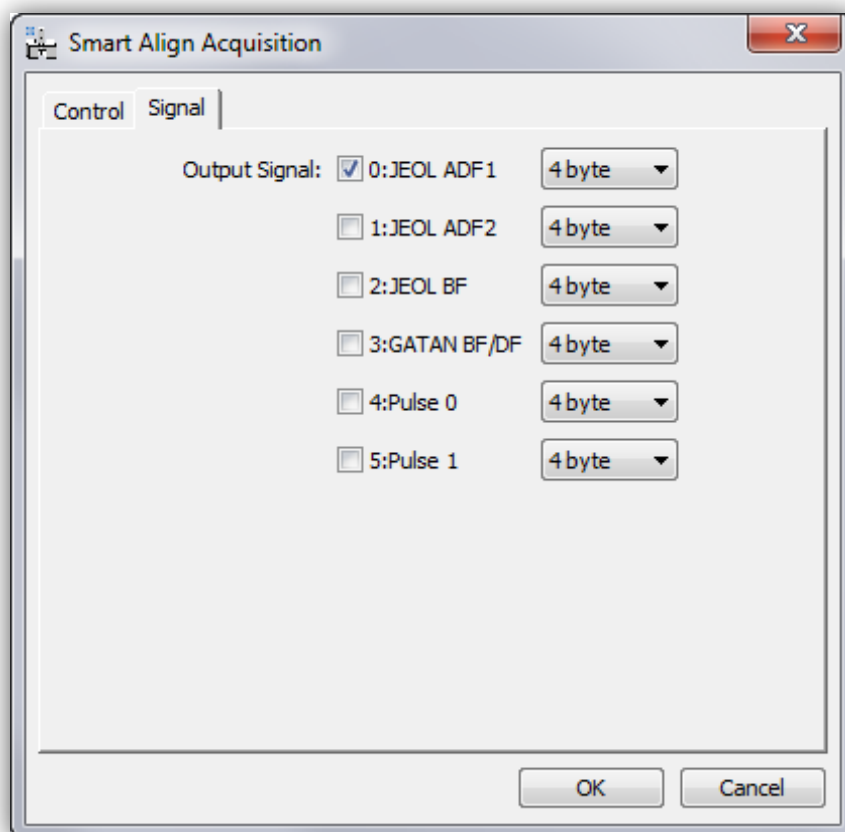 Smart Align Acquisition
Control Signal
Output Signal: 0:JEOL ADF1 4 byte
1:JEOL ADF2 4 byte
2:JEOL BF 4 byte
3:GATAN BF/DF 4 byte
4:Pulse 0 4 byte
5:Pulse 1 4 byte
OK Cancel